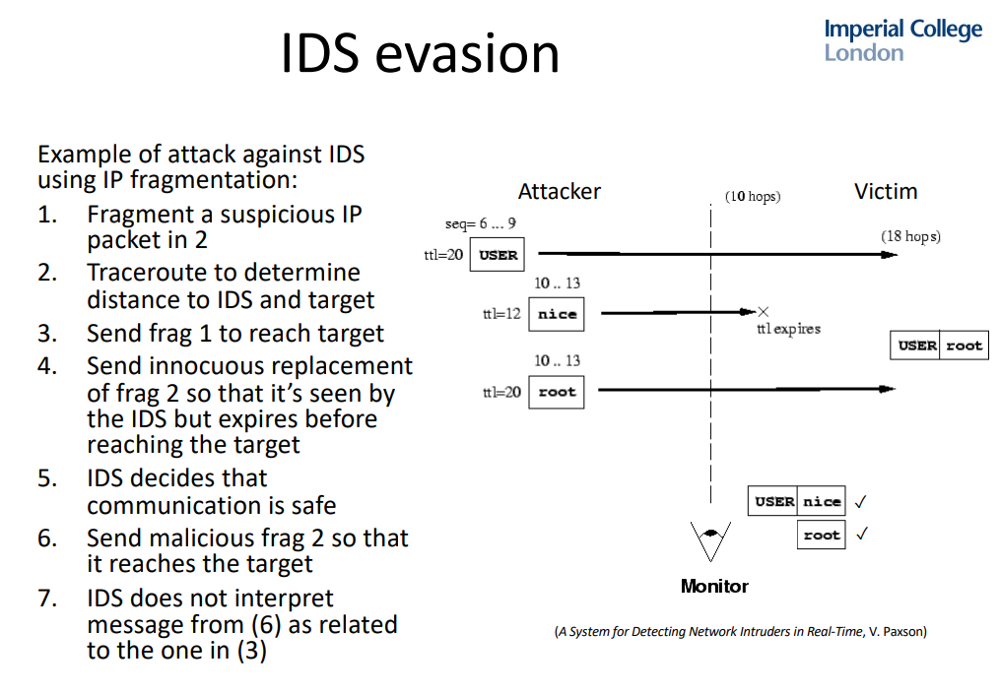 IDS evasion
Imperial College
London
Example of attack against IDS
using IP fragmentation:
1. Fragment a suspicious IP
packet in 2
2. Traceroute to determine
distance to IDS and target
3. Send frag 1 to reach target
4. Send innocuous replacement
of frag 2 so that it’s seen by
the IDS but expires before
reaching the target
5. IDS decides that
communication is safe
6. Send malicious frag 2 so that
it reaches the target
7. IDS does not interpret
message from (6) as related
to the one in (3)
Attacker
(10 hops)
Victim
seq= 6 ... 9
(18 hops)
ttl=20 USER
10 .. 13
ttl=12 nice
ttl expires
USER root
10 .. 13
ttl=20 root
USER nice ✓
root ✓
Monitor
(A System for Detecting Network Intruders in Real-Time, V. Paxson)